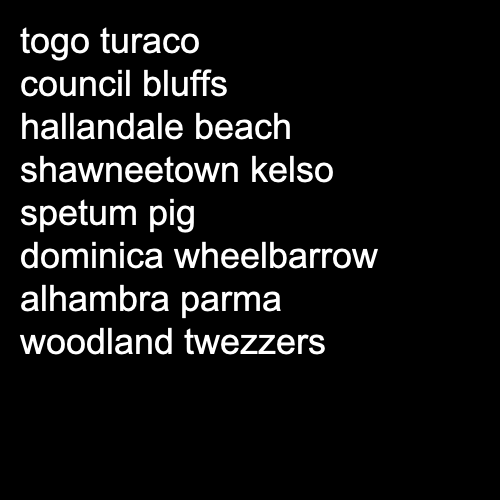 togo turaco
council bluffs
hallandale beach
shawneetown kelso
spetum pig
dominica wheelbarrow
alhambra parma
woodland twezzers